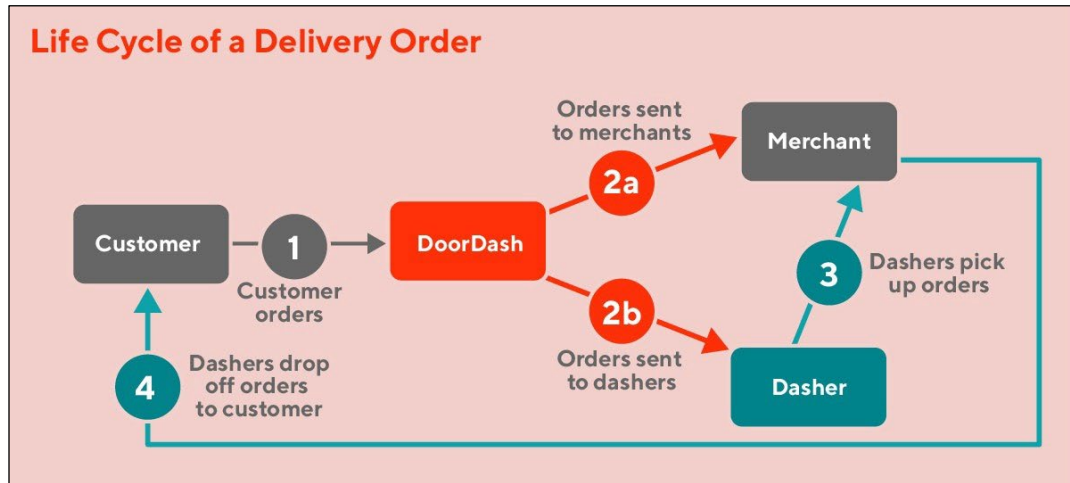 Life Cycle of a Delivery Order
Orders sent
to merchants
Merchant
2a
Customer
1
DoorDash
Customer
orders
3
Dashers pick
up orders
2b
Orders sent
to dashers
Dasher
4
Dashers drop
off orders
to customer